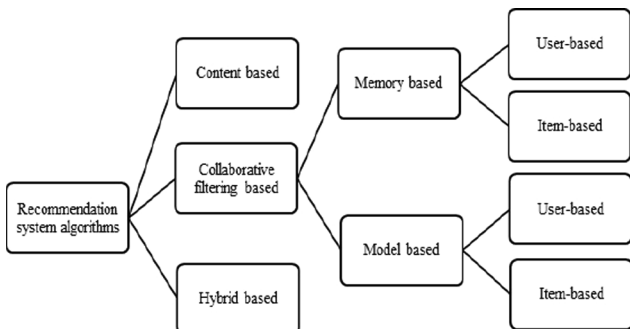 Recommendation
system algorithms
Content based
Collaborative
filtering based
Hybrid based
Memory based
Model based
User-based
Item-based
User-based
Item-based